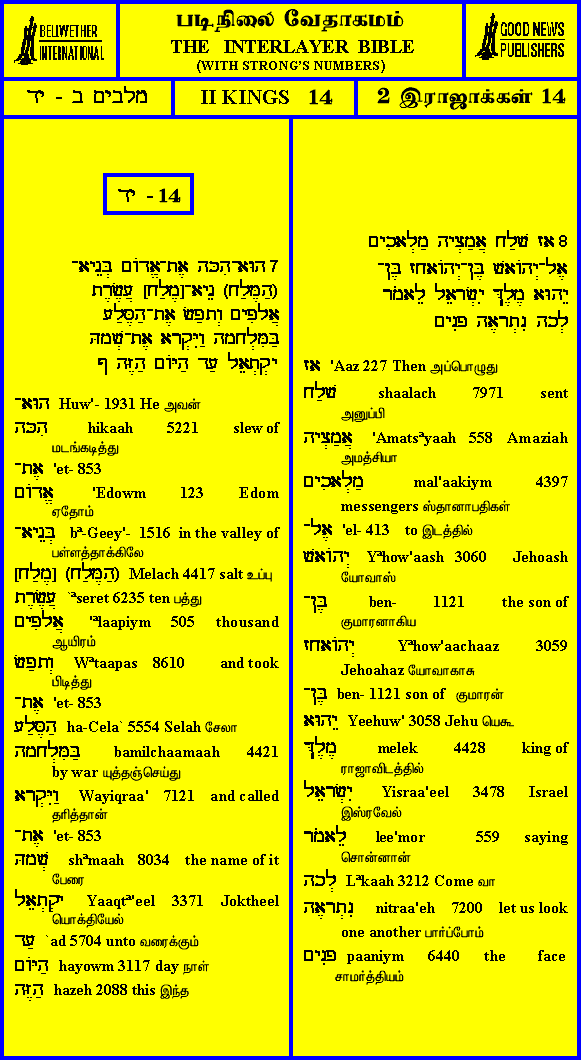 BELLWETHER
INTERNATIONAL
படிநிலை வேதாகமம்
THE INTERLAYER BIBLE
(WITH STRONG'S NUMBERS)
GOOD NEWS
PUBLISHERS
מלבים ב - יד
II KINGS 14
2 இராஜாக்கள் 14
יד - 14
7 הוּא־הִכָּה אֶת־אֱדוֹם בְּגֵיא־
(הַמֶּלַח) גֵיא־[מֶלַח] עֲשֶׂרֶת
אֲלָפִים וְתָפַשׂ אֶת־הַסֶּלַע
בַּמִּלְחָמָה וַיִּקְרָא אֶת־שְׁמָהּ
יָקְתְאֵל עַד הַיּוֹם הַזֶּה ף
הוּא־ Huw'- 1931 He அவன்
הִכָּה hikaah 5221 slew of
மடங்கடித்து
אֶת־ 'et- 853
אֱדוֹם 'Edowm 123 Edom
ஏதோம்
בְּגֵיא־ bª-Geey'- 1516 in the valley of
பள்ளத்தாக்கிலே
[מֶלַח] (הַמֶּלַח) Melach 4417 salt உப்பு
עֲשֶׂרֶת `ªseret 6235 ten பத்து
אֲלָפִים 'ªlaapiym 505 thousand
ஆயிரம்
וְתָפַשׂ Wªtaapas 8610 and took
பிடித்து
אֶת־ 'et- 853
הַסֶּלַע ha-Cela` 5554 Selah சேலா
בַּמִּלְחָמָה bamilchaamaah 4421
by war யுத்தஞ்செய்து
וַיִּקְרָא Wayiqraa' 7121 and called
தரித்தான்
אֶת־ 'et- 853
שְׁמָהּ shªmaah 8034 the name of it
பேரை
יָקְתְאֵל Yaaqtª'eel 3371 Joktheel
யொக்தியேல்
עַד `ad 5704 unto வரைக்கும்
הַיּוֹם hayowm 3117 day நாள்
הַזֶּה hazeh 2088 this இந்த
8 אָז שָׁלַח אֲמַצְיָה מַלְאָכִים
אֶל־יְהוֹאָשׁ בֶּן־יְהוֹאָחָז בֶּן־
יֵהוּא מֶלֶךְ יִשְׂרָאֵל לֵאמֹר
לְכָה נִתְרָאֶה פָנִים
אָז 'Aaz 227 Then அப்பொழுது
שָׁלַח shaalach 7971 sent
அனுப்பி
אֲמַצְיָה 'Amatsªyaah 558 Amaziah
அமத்சியா
מַלְאָכִים mal'aakiym 4397
messengers ஸ்தானாபதிகள்
אֶל־ 'el- 413 to இடத்தில்
יְהוֹאָשׁ Yªhow'aash 3060 Jehoash
யோவாஸ்
בֶּן־ ben- 1121 the son of
குமாரனாகிய
יְהוֹאָחָז Yªhow'aachaaz 3059
Jehoahaz யோவாகாசு
בֶּן־ ben- 1121 son of குமாரன்
יֵהוּא Yeehuw' 3058 Jehu யெகூ
מֶלֶךְ melek 4428 king of
ராஜாவிடத்தில்
יִשְׂרָאֵל Yisraa'eel 3478 Israel
இஸ்ரவேல்
לֵאמֹר lee'mor 559 saying
சொன்னான்
לְכָה Lªkaah 3212 Come வா
נִתְרָאֶה nitraa'eh 7200 let us look
one another பார்ப்போம்
פָנִים paaniym 6440 the face
சாமர்த்தியம்